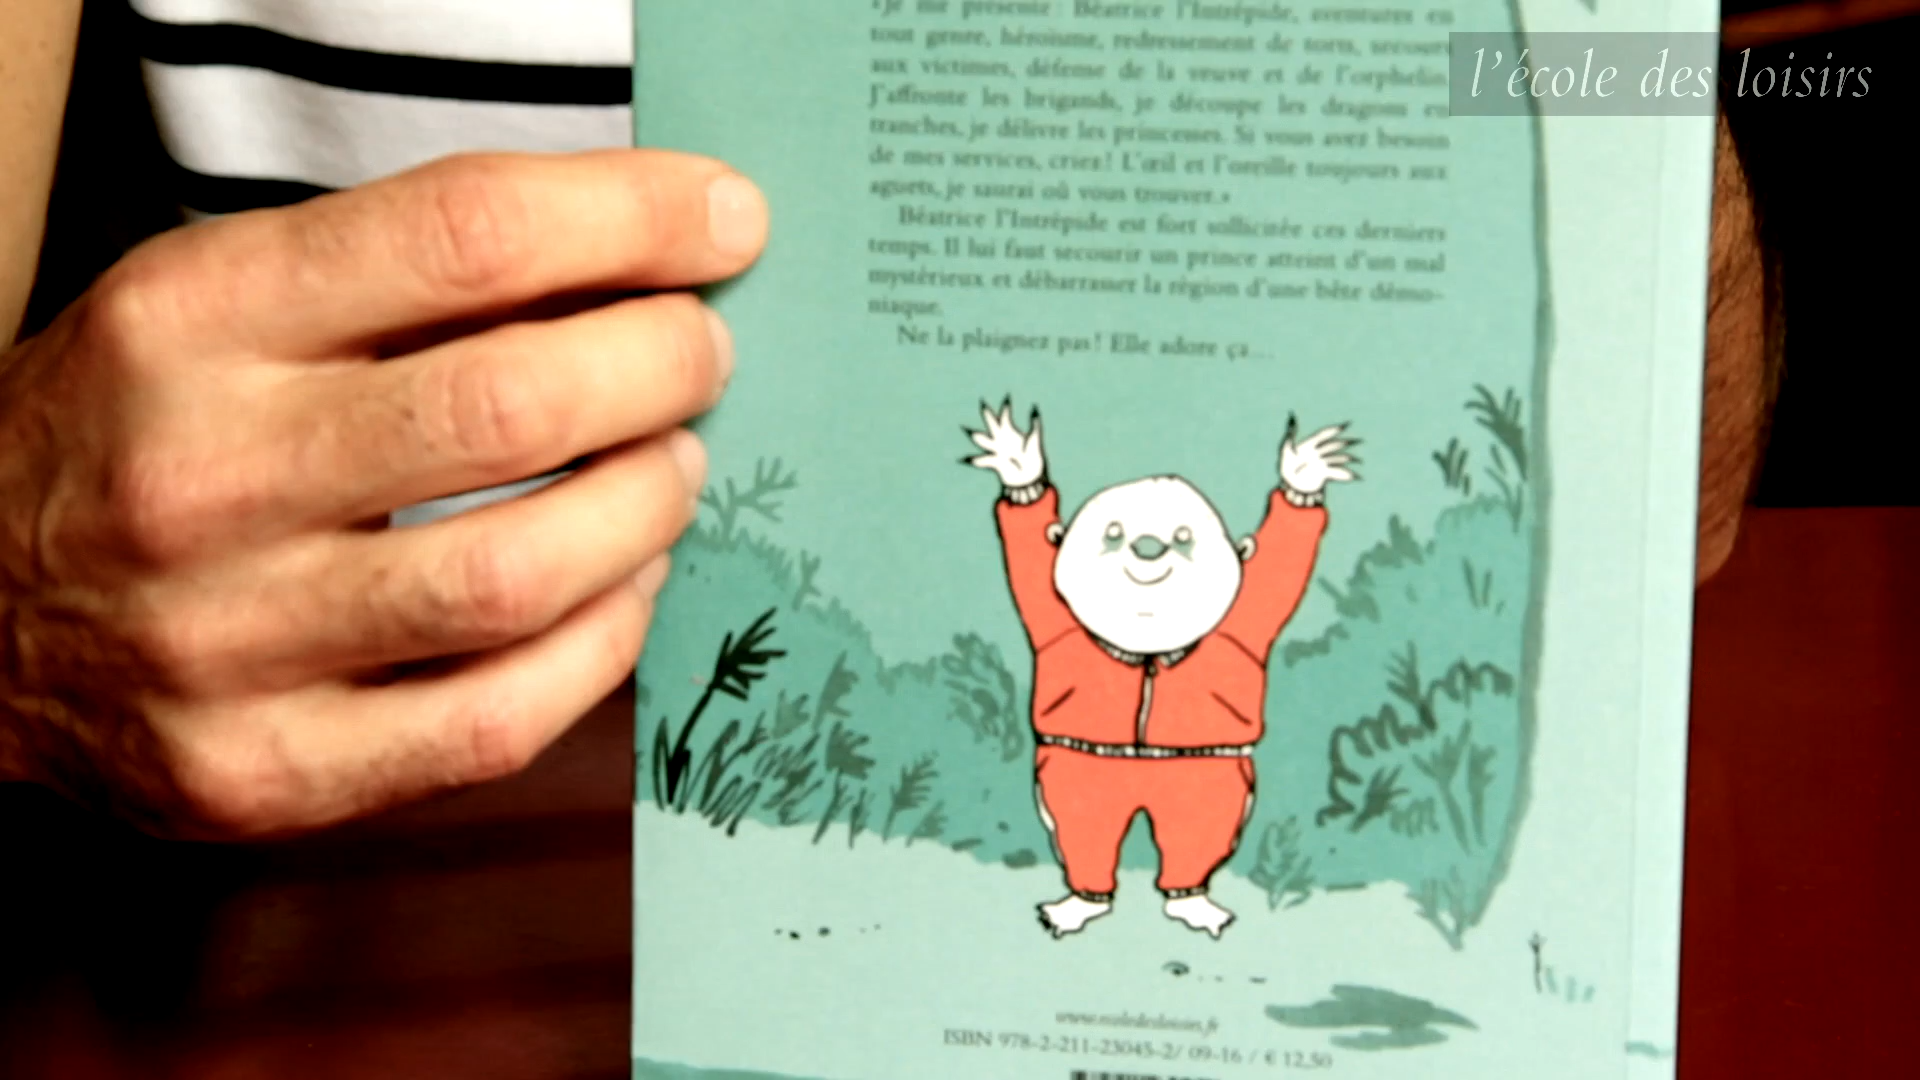 «Je me présente : Béatrice l'Intrépide, aventures en
tout genre, héroïsme, redressement de torts, secours
aux victimes, défense de la veuve et de l'orphelin.
J'affronte les brigands, je découpe les dragons en
tranches, je délivre les princesses. Si vous avez besoin
de mes services, criez! L'œil et l'oreille toujours aux
aguets, je saurai où vous trouver.»
Béatrice l'Intrépide est fort sollicitée ces derniers
temps. Il lui faut secourir un prince atteint d'un mal
mystérieux et débarrasser la région d'une bête démo-
niaque.
Ne la plaignez pas! Elle adore ça...
www.ecoledesloisirs.fr
ISBN 978-2-211-23045-2/ 09-16 / € 12,50
l'école des loisirs